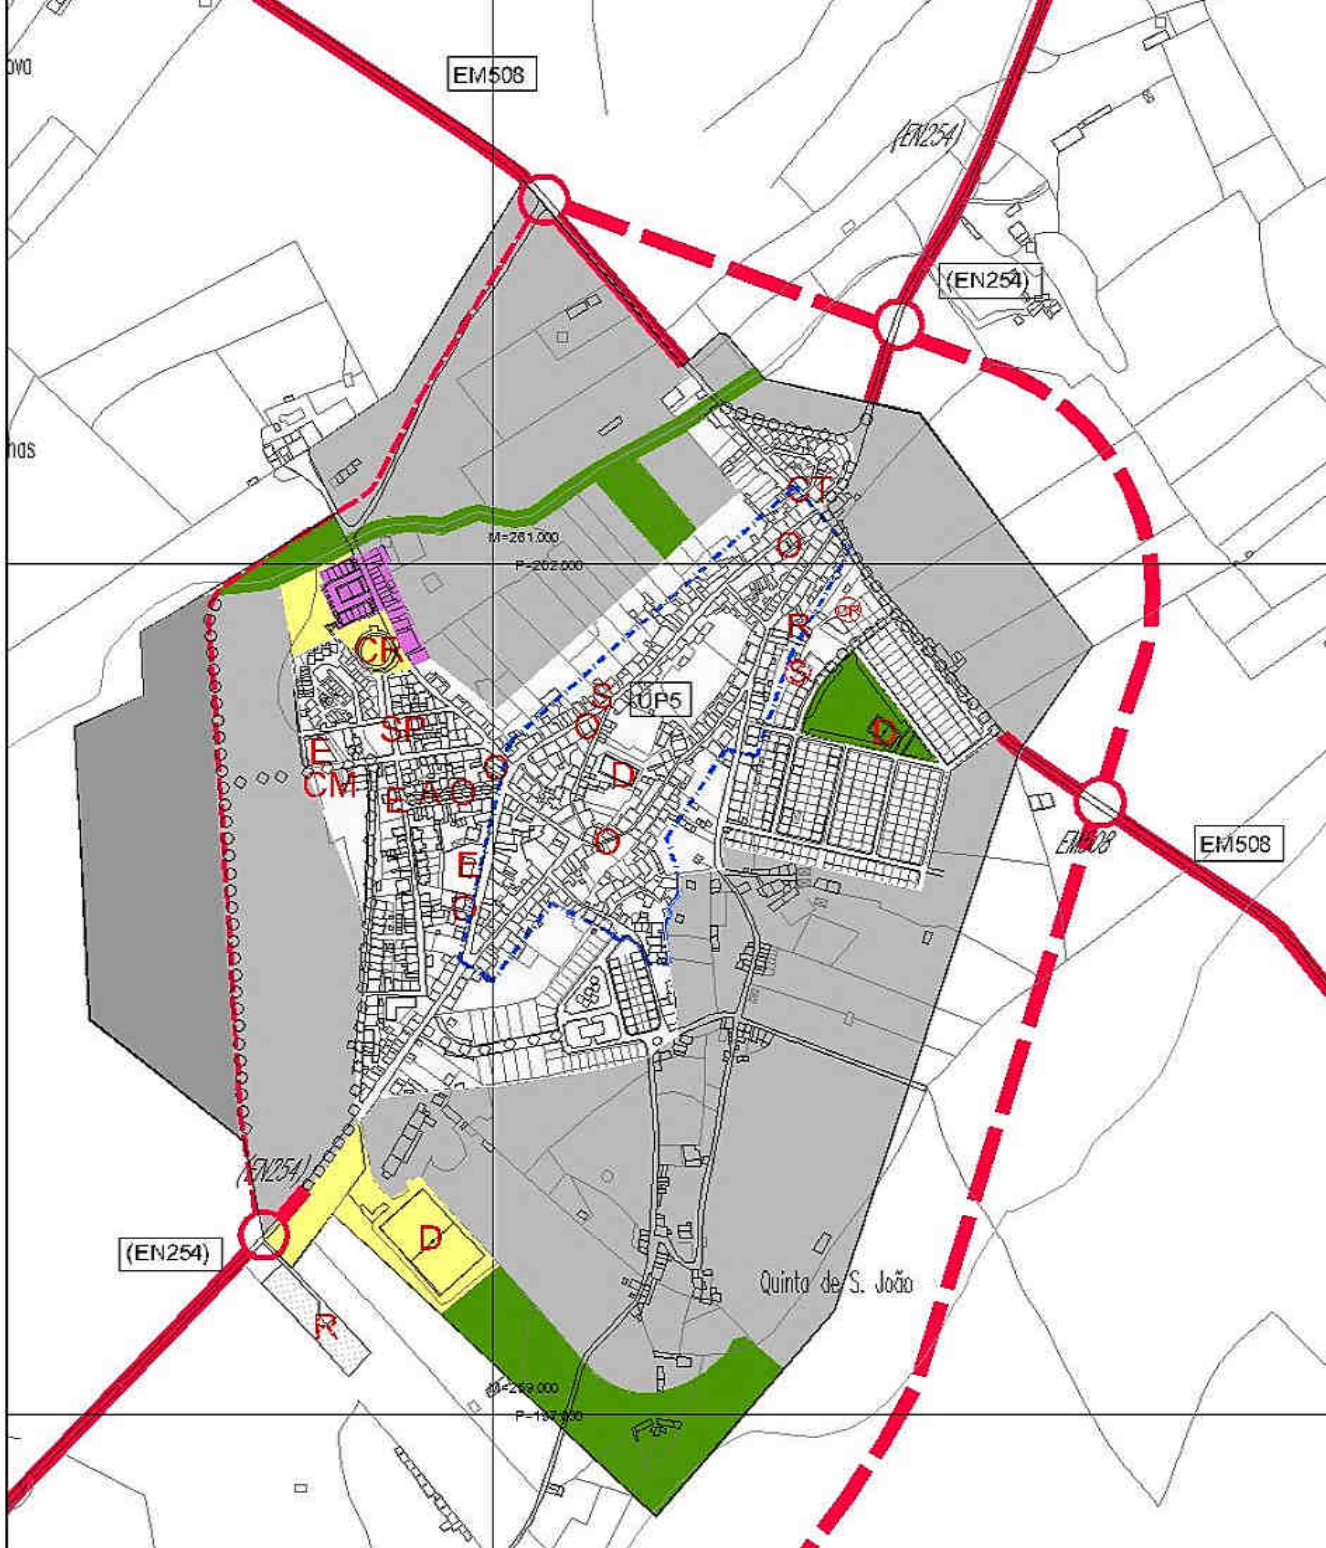 ova
EM508
(EN254)
(EN254)
nas
CT
M=261.000
P=202.000
O
CR
R
CR
S
S
UP5
O
O
SP
E
O
D
CM
E A O
O
EM508
EM508
E
O
(EN254)
(EN254)
D
Quinta de S. João
R
M=259.000